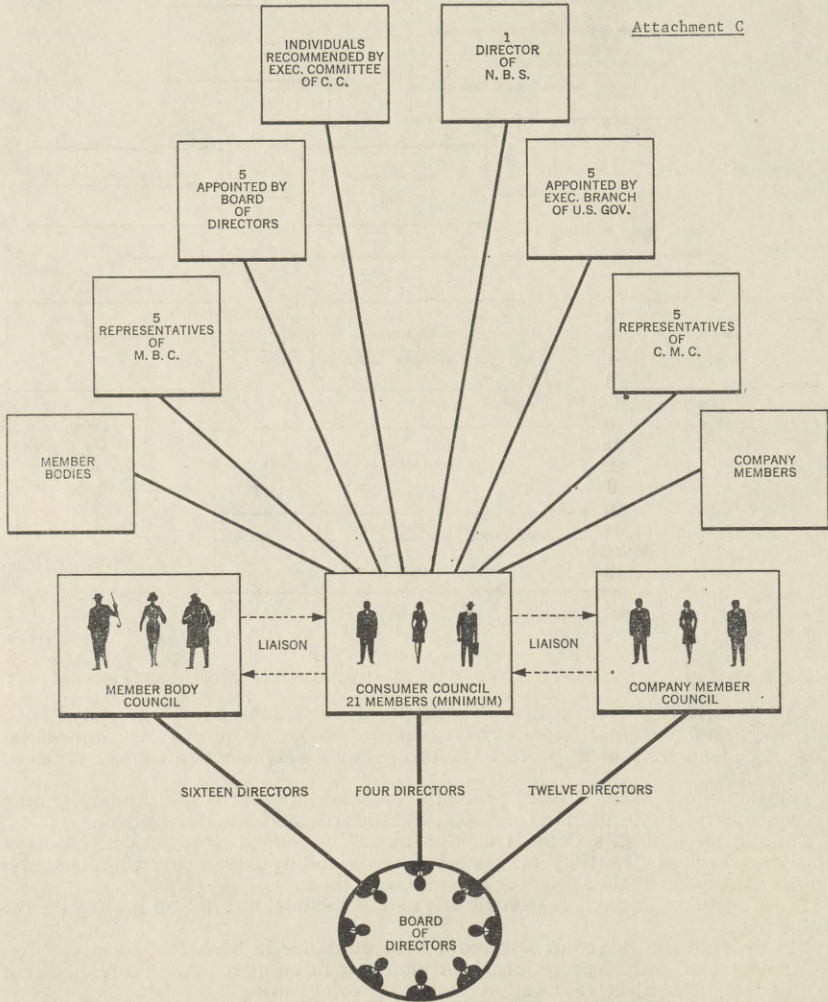 Attachment C
INDIVIDUALS
RECOMMENDED BY
EXEC. COMMITTEE
OF C. C.
1
DIRECTOR
OF
N. B. S.
5
APPOINTED BY
BOARD
OF
DIRECTORS
5
APPOINTED BY
EXEC. BRANCH
OF U.S. GOV.
5
REPRESENTATIVES
OF
M. B. C.
5
REPRESENTATIVES
OF
C. M. C.
MEMBER
BODIES
COMPANY
MEMBERS
LIAISON
LIAISON
MEMBER BODY
COUNCIL
CONSUMER COUNCIL
21 MEMBERS (MINIMUM)
COMPANY MEMBER
COUNCIL
SIXTEEN DIRECTORS
FOUR DIRECTORS
TWELVE DIRECTORS
BOARD
OF
DIRECTORS